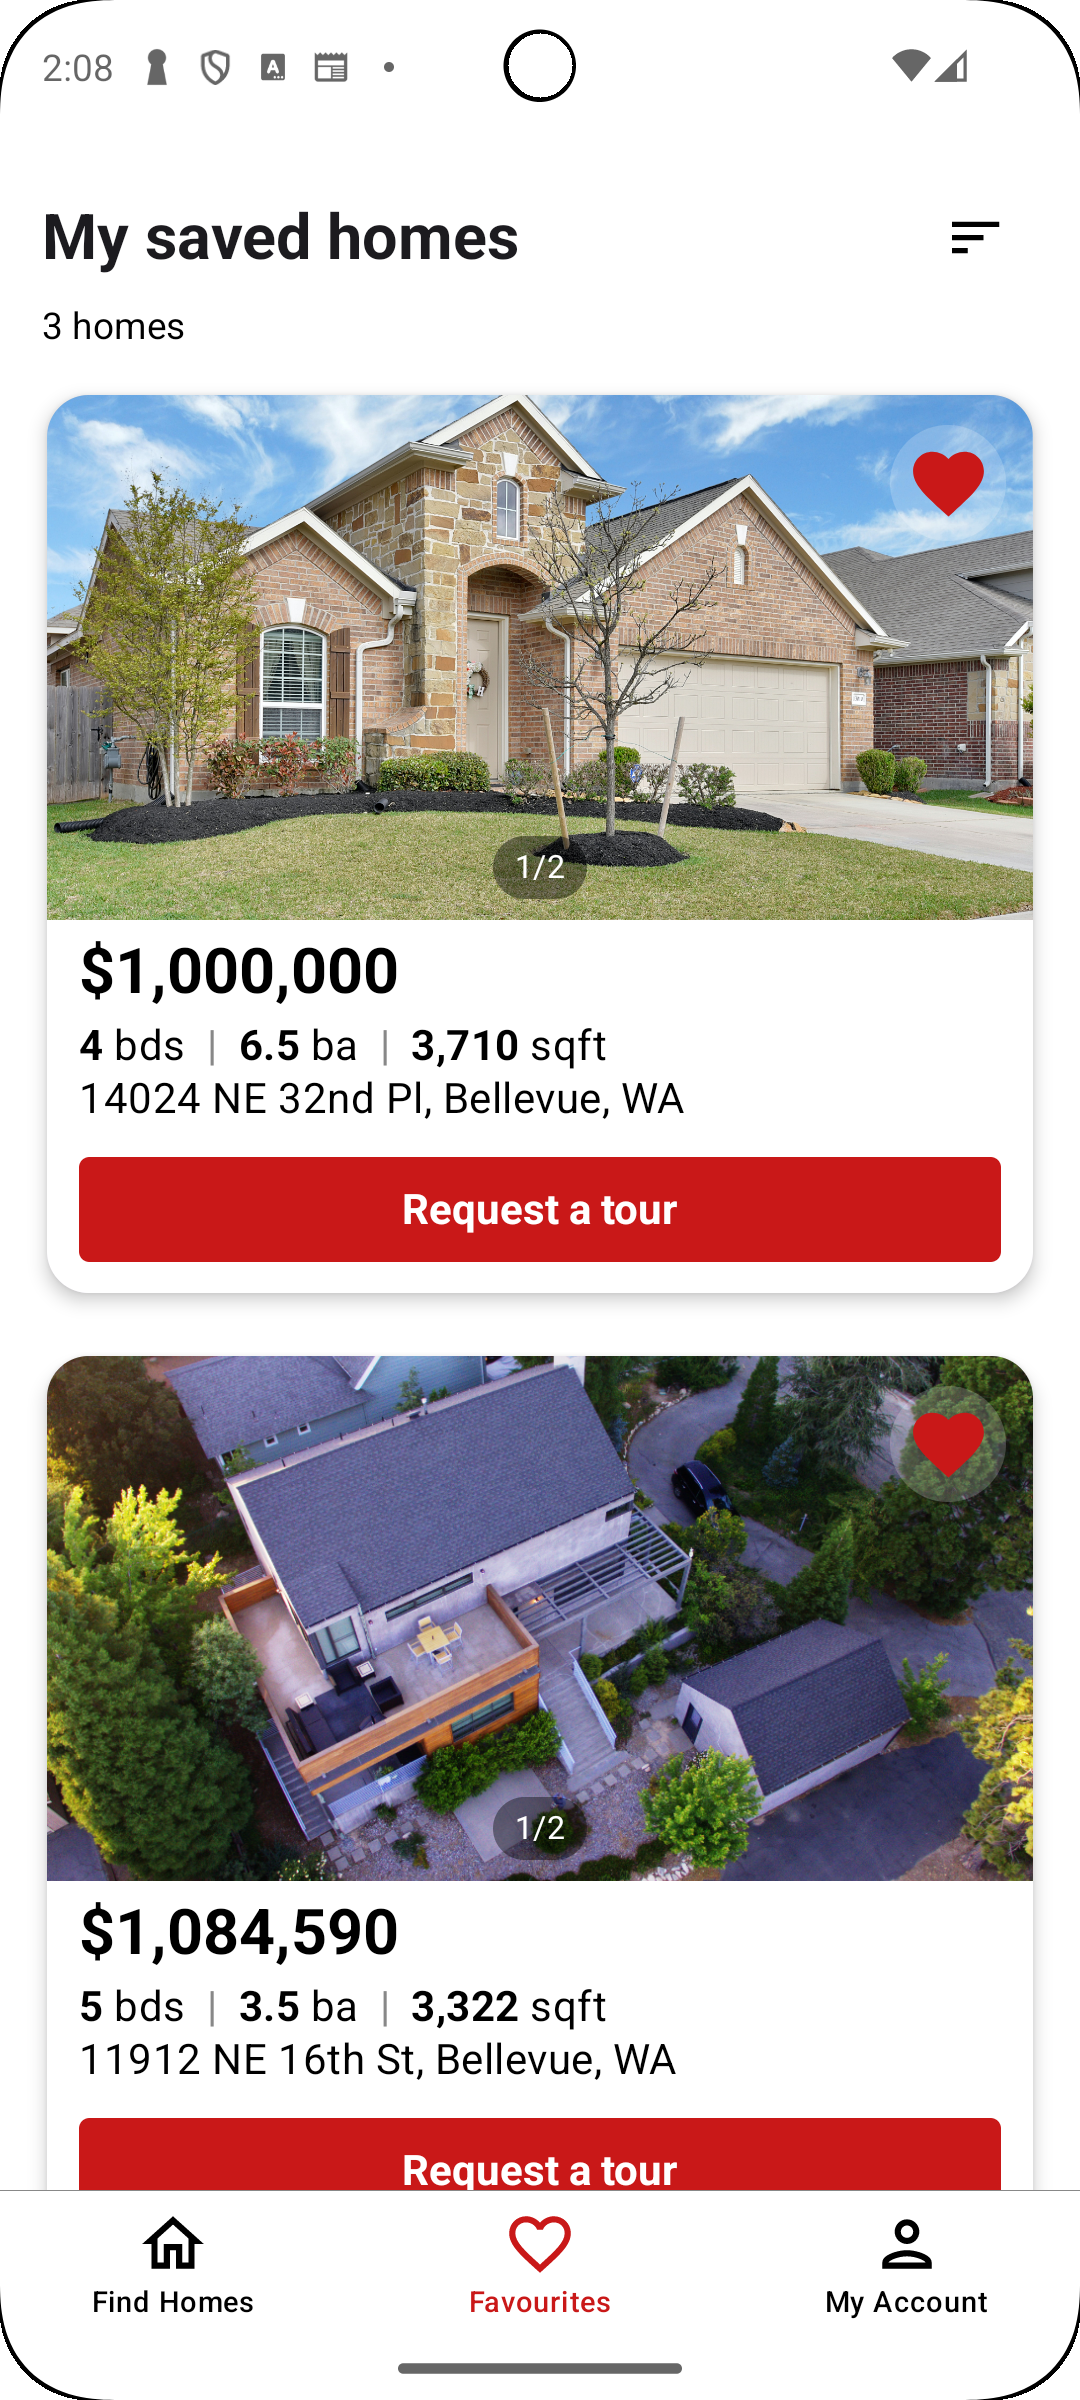 2:08
My saved homes
3 homes
1/2
$1,000,000
4 bds | 6.5 ba | 3,710 sqft
14024 NE 32nd Pl, Bellevue, WA
Request a tour
1/2
$1,084,590
5 bds | 3.5 ba | 3,322 sqft
11912 NE 16th St, Bellevue, WA
Request a tour
Find Homes
Favourites
My Account